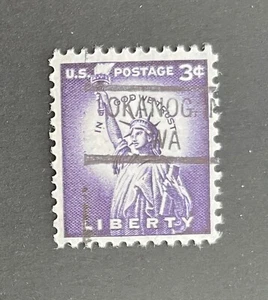 U.S. POSTAGE 3¢
OKANOG
WA
IN GOD WE TRUST
LIBERTY